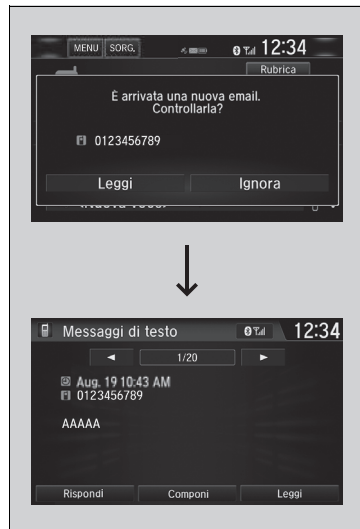 MENU SORG. 12:34
Rubrica
È arrivata una nuova email.
Controllarla?
0123456789
Leggi Ignora
Messaggi di testo 12:34
◄ 1/20 ►
Aug. 19 10:43 AM
0123456789
AAAAA
Rispondi Componi Leggi